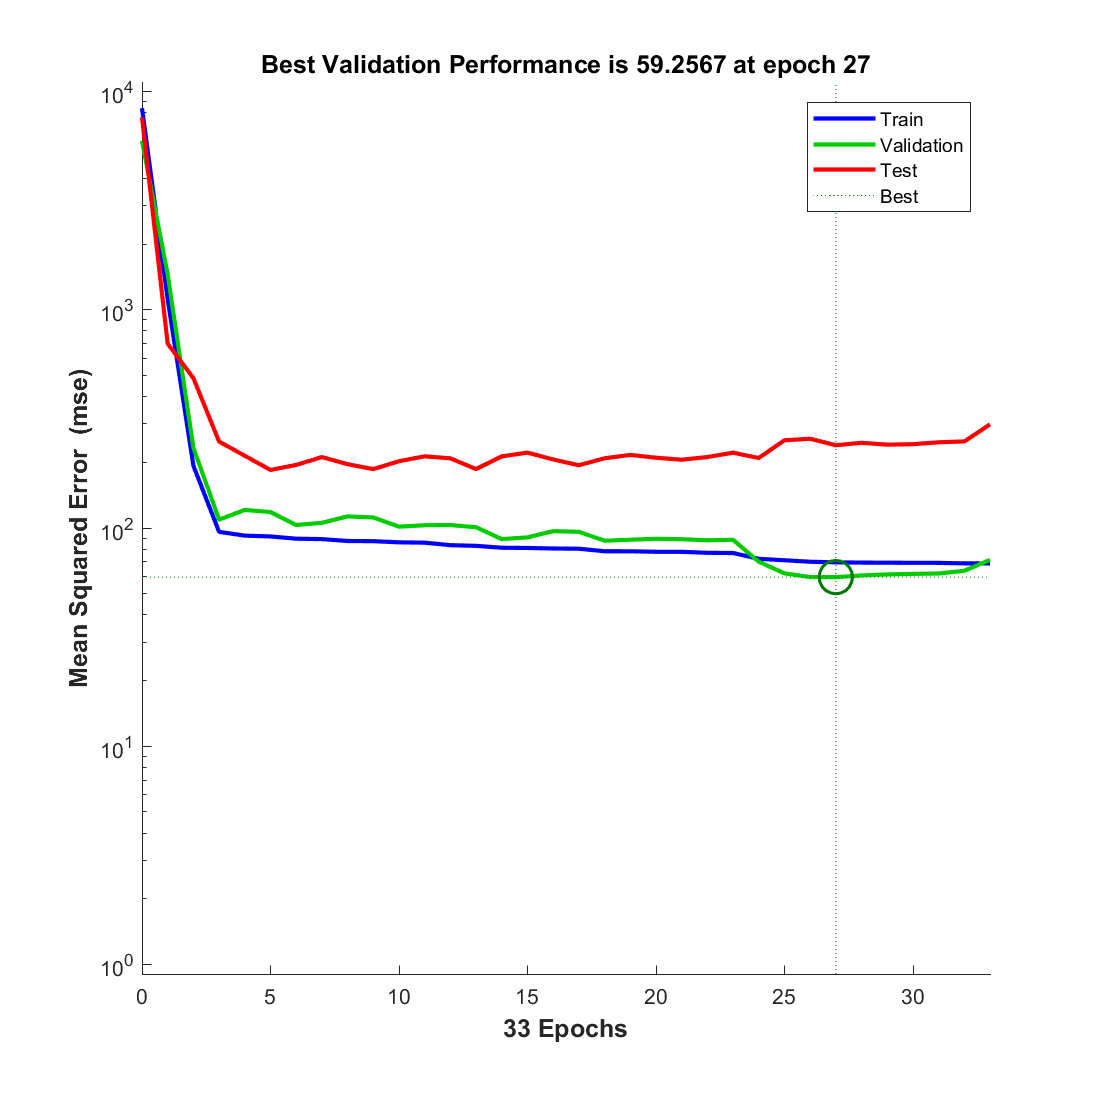 Best Validation Performance is 59.2567 at epoch 27
Train
Validation
Test
Best
10^4
10^3
10^2
10^1
10^0
Mean Squared Error (mse)
0 5 10 15 20 25 30
33 Epochs